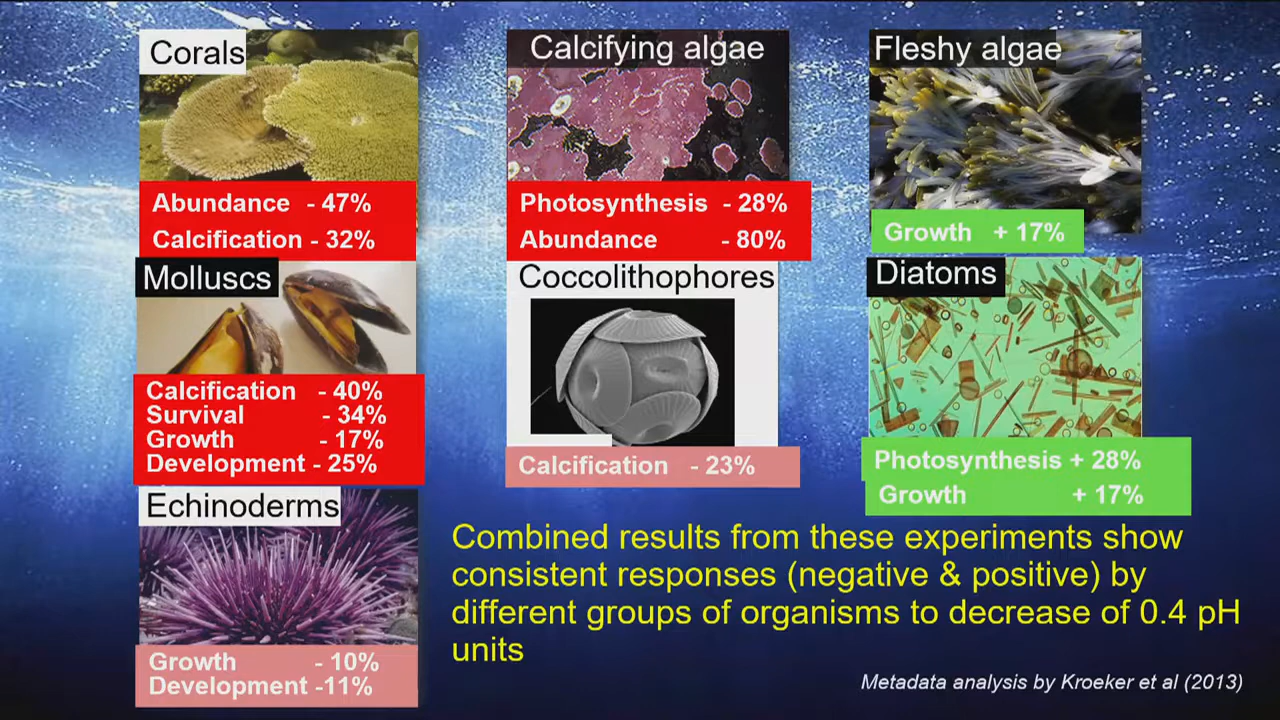 Corals
Abundance - 47%
Calcification - 32%
Molluscs
Calcification - 40%
Survival - 34%
Growth - 17%
Development - 25%
Echinoderms
Growth - 10%
Development -11%
Calcifying algae
Photosynthesis - 28%
Abundance - 80%
Coccolithophores
Calcification - 23%
Fleshy algae
Growth + 17%
Diatoms
Photosynthesis + 28%
Growth + 17%
Combined results from these experiments show
consistent responses (negative & positive) by
different groups of organisms to decrease of 0.4 pH
units
Metadata analysis by Kroeker et al (2013)